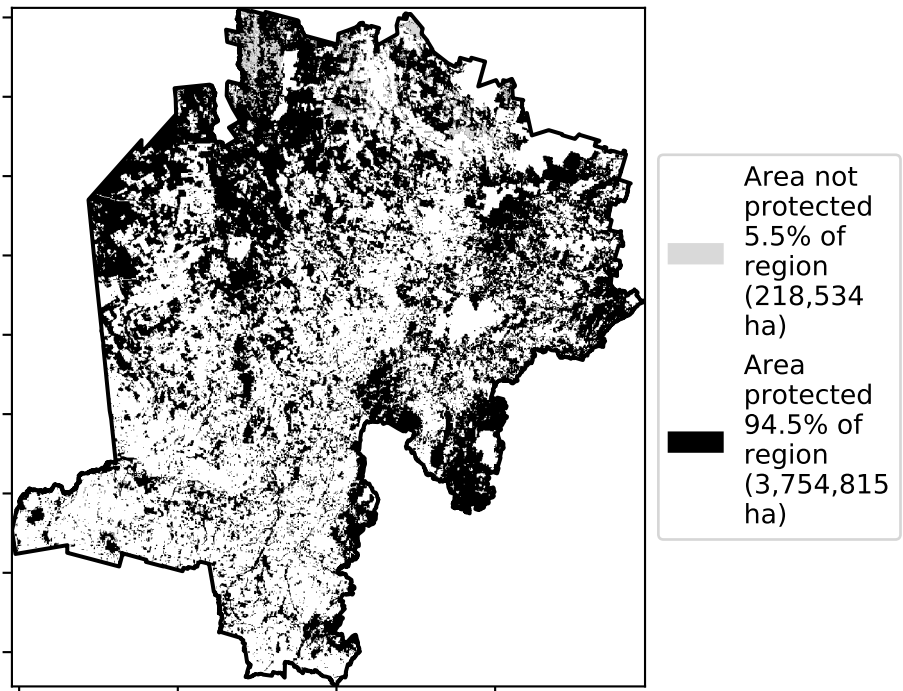 Area not
protected
5.5% of
region
(218,534
ha)
Area
protected
94.5% of
region
(3,754,815
ha)